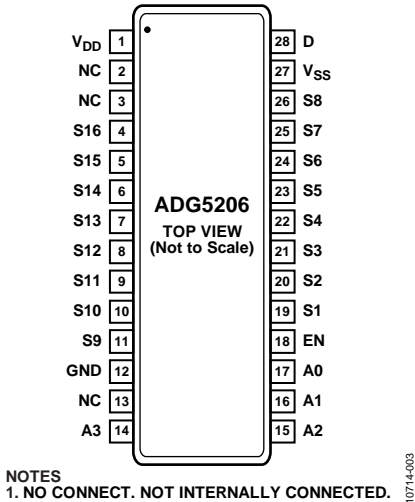 VDD 1
NC 2
NC 3
S16 4
S15 5
S14 6
S13 7
S12 8
S11 9
S10 10
S9 11
GND 12
NC 13
A3 14
ADG5206
TOP VIEW
(Not to Scale)
28 D
27 VSS
26 S8
25 S7
24 S6
23 S5
22 S4
21 S3
20 S2
19 S1
18 EN
17 A0
16 A1
15 A2
NOTES
1. NO CONNECT. NOT INTERNALLY CONNECTED.
10714-003